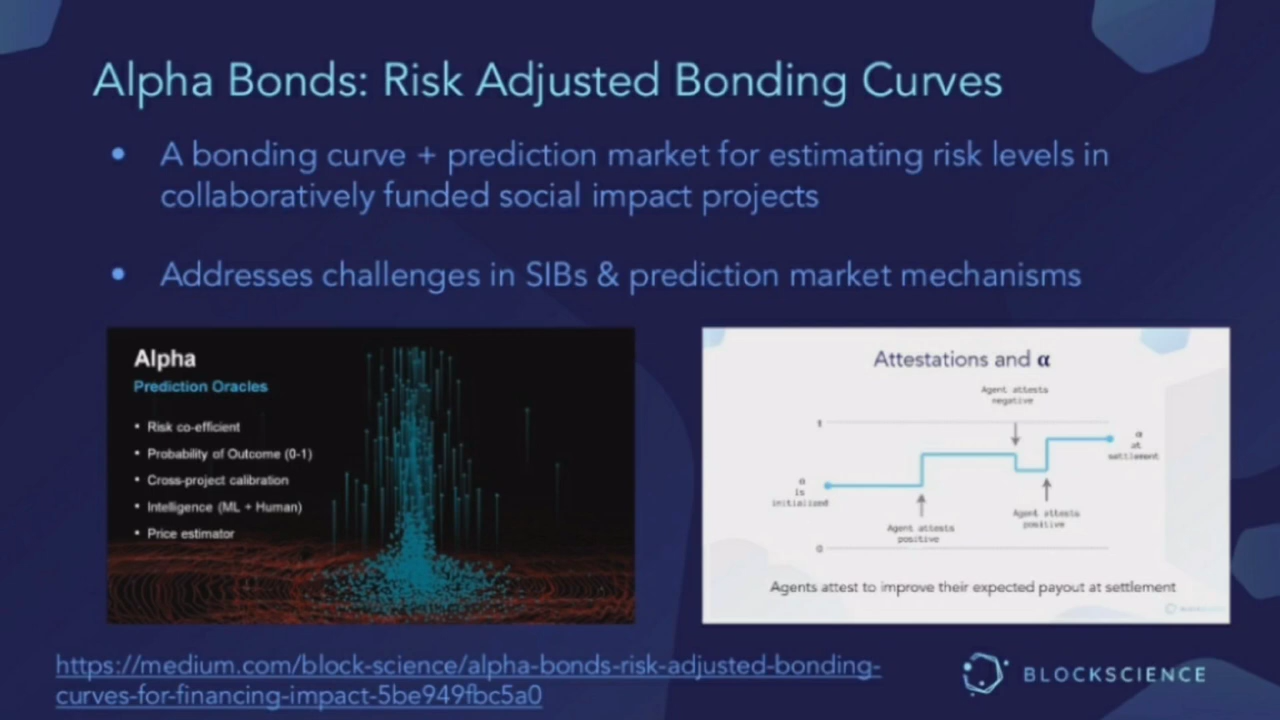 Alpha Bonds: Risk Adjusted Bonding Curves
• A bonding curve + prediction market for estimating risk levels in
collaboratively funded social impact projects
• Addresses challenges in SIBs & prediction market mechanisms
Alpha
Prediction Oracles
• Risk co-efficient
• Probability of Outcome (0-1)
• Cross-project calibration
• Intelligence (ML + Human)
• Price estimator
Attestations and α
Agent attests
negative
1
α
at
settlement
α
is
initialized
Agent attests
positive
Agent attests
positive
0
Agents attest to improve their expected payout at settlement
https://medium.com/block-science/alpha-bonds-risk-adjusted-bonding-
curves-for-financing-impact-5be949fbc5a0
BLOCKSCIENCE